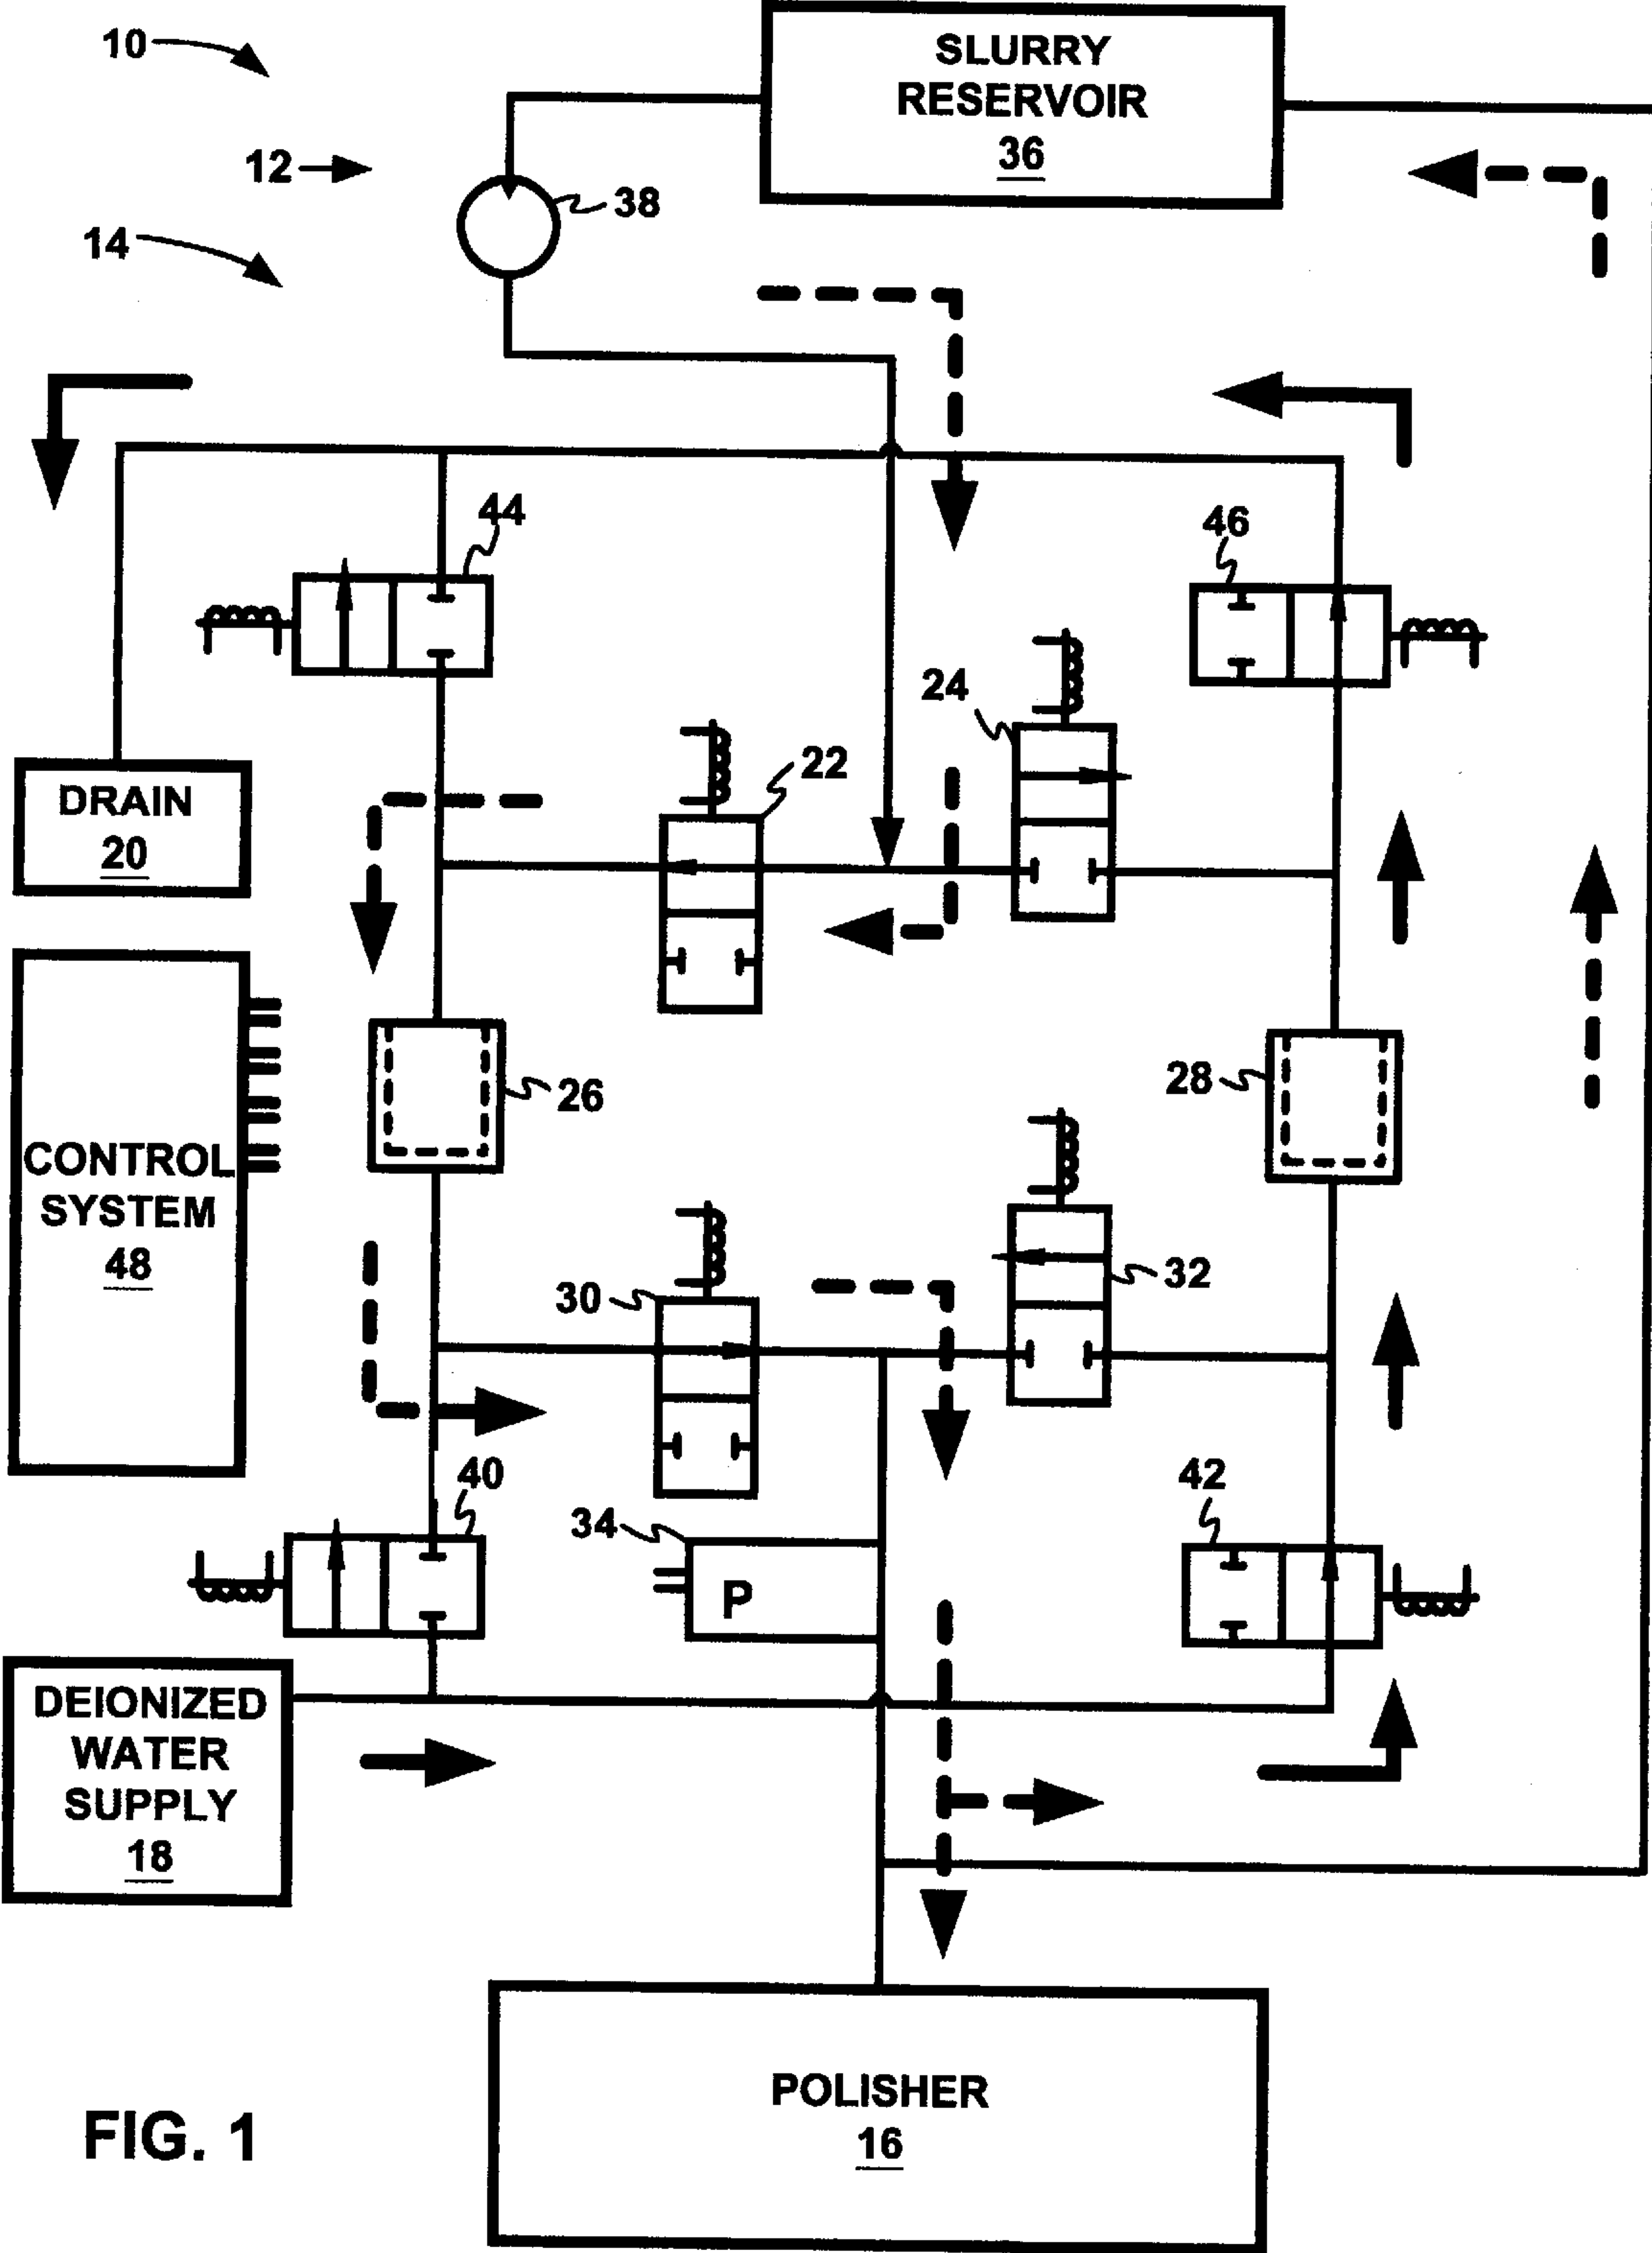 10
SLURRY
RESERVOIR
36
12
38
14
44
46
24
22
DRAIN
20
26
28
CONTROL
SYSTEM
48
30
32
40
42
34
P
DEIONIZED
WATER
SUPPLY
18
POLISHER
16
FIG. 1